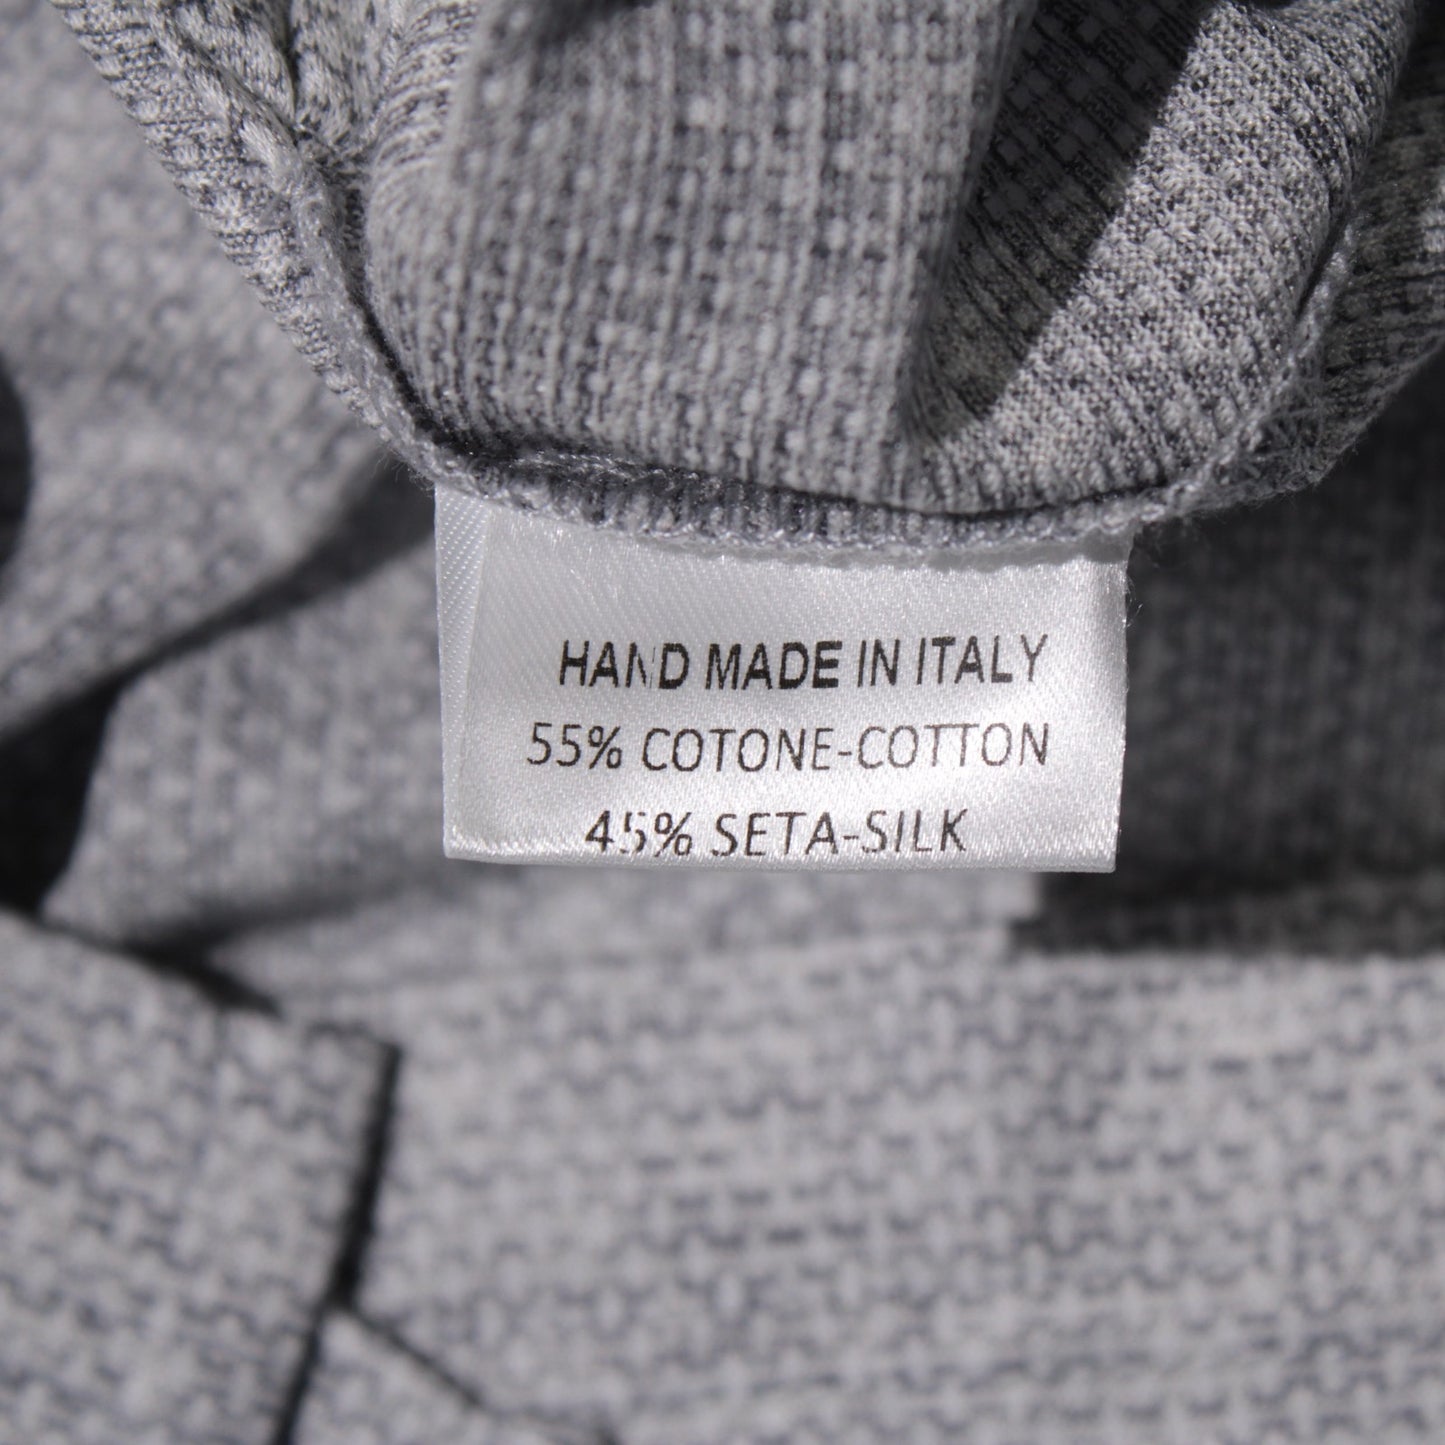 HAND MADE IN ITALY
55% COTONE-COTTON
45% SETA-SILK